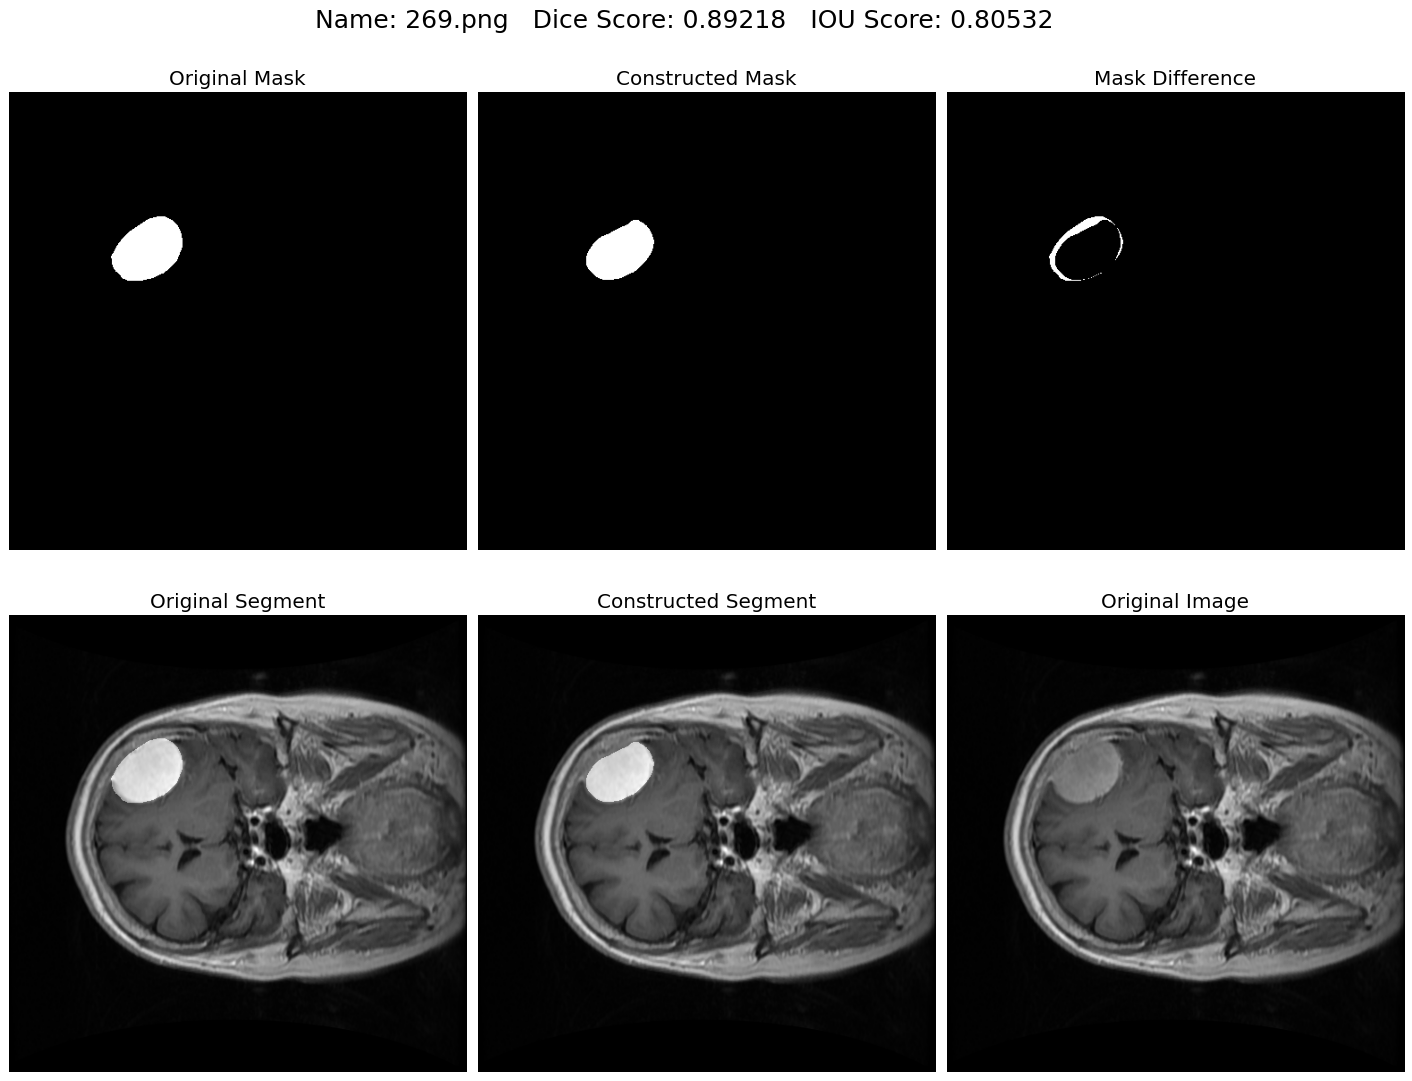 Name: 269.png   Dice Score: 0.89218   IOU Score: 0.80532
Original Mask
Constructed Mask
Mask Difference
Original Segment
Constructed Segment
Original Image